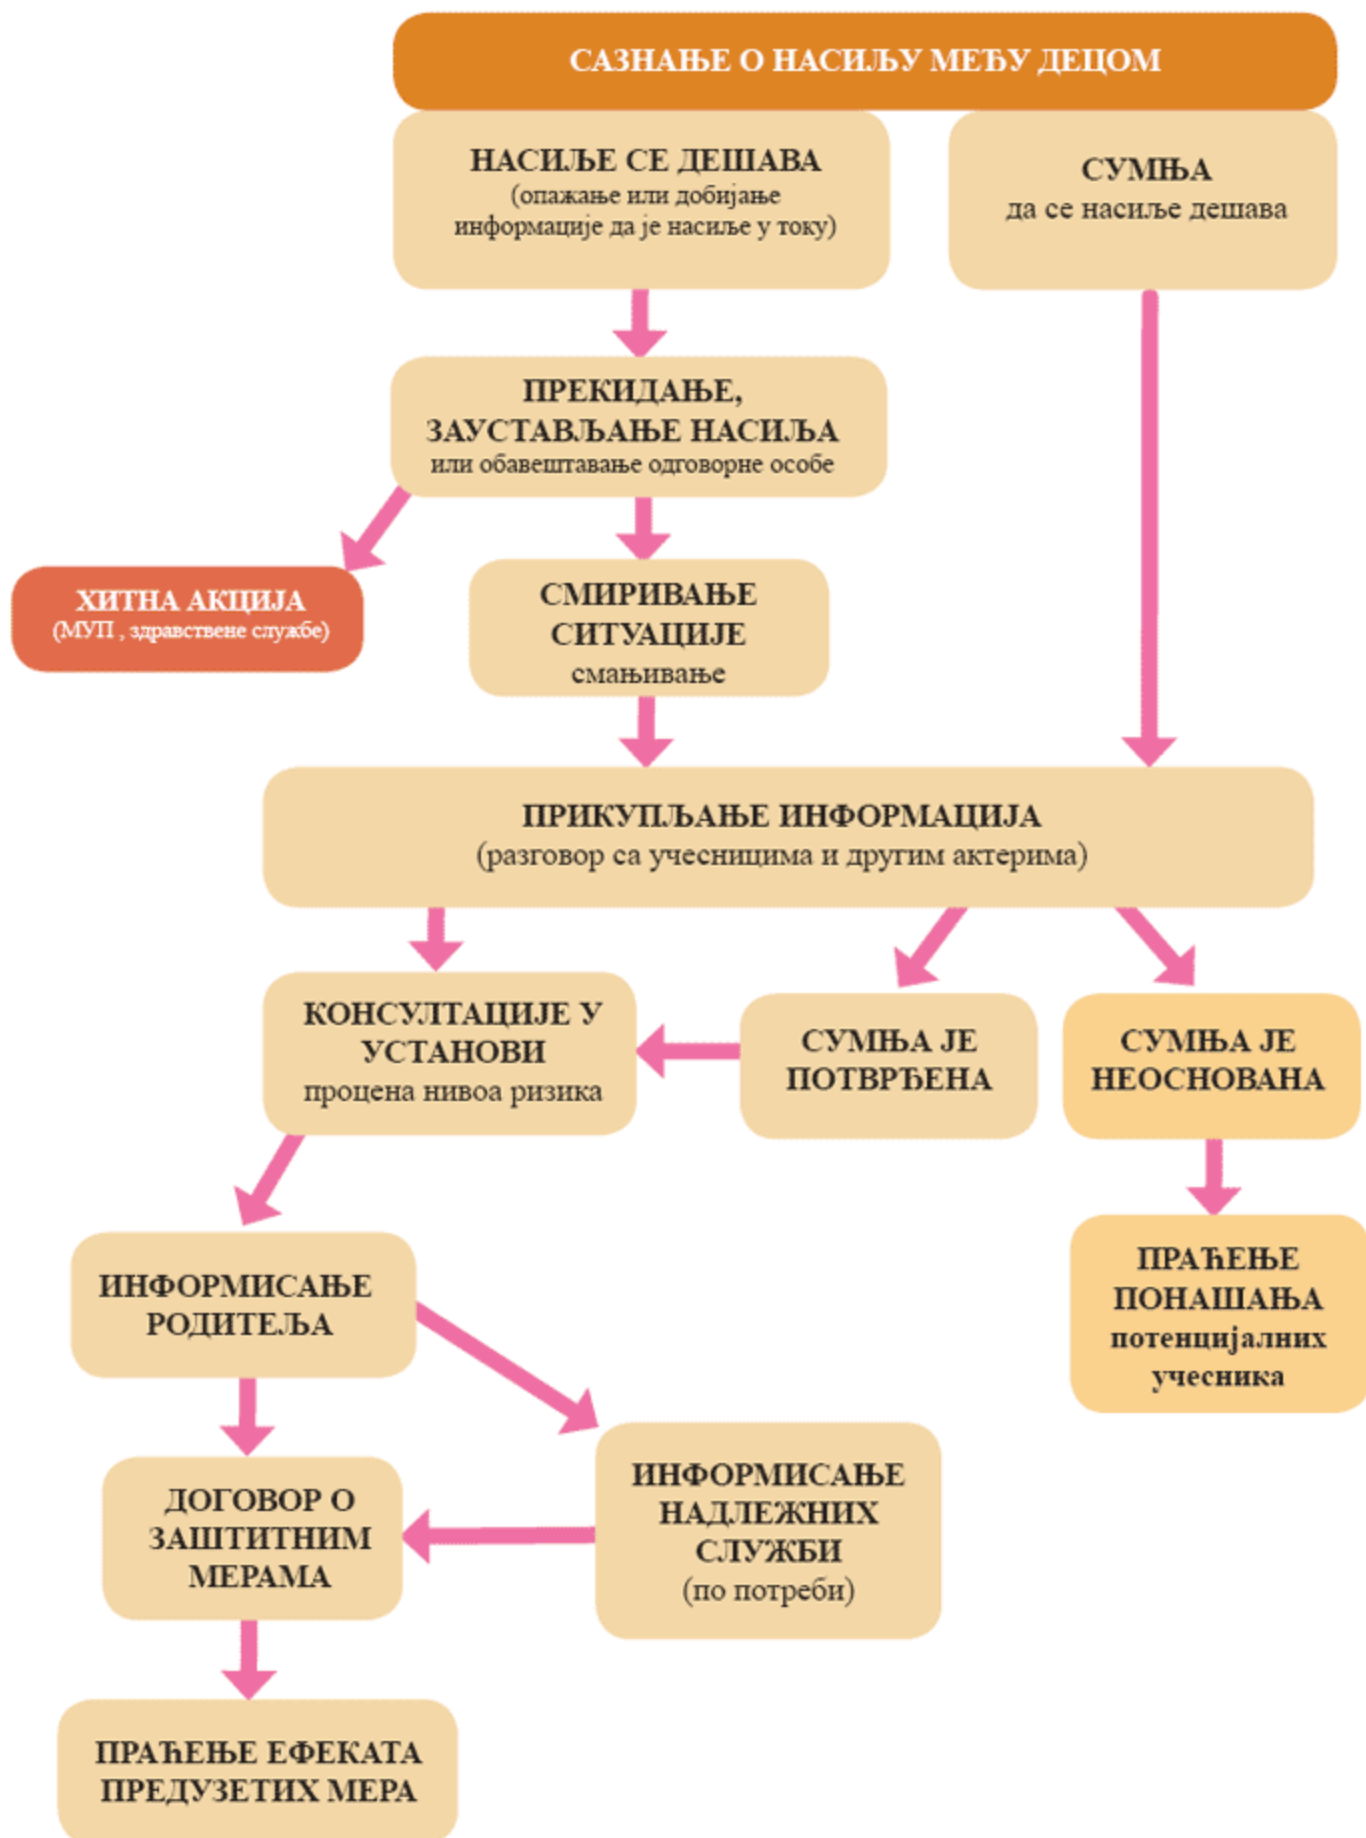 САЗНАЊЕ О НАСИЉУ МЕЂУ ДЕЦОМ
НАСИЉЕ СЕ ДЕШАВА
(опажање или добијање
информације да је насиље у току)
СУМЊА
да се насиље дешава
ПРЕКИДАЊЕ,
ЗАУСТАВЉАЊЕ НАСИЉА
или обавештавање одговорне особе
ХИТНА АКЦИЈА
(МУП , здравствене службе)
СМИРИВАЊЕ
СИТУАЦИЈЕ
смањивање
ПРИКУПЉАЊЕ ИНФОРМАЦИЈА
(разговор са учесницима и другим актерима)
КОНСУЛТАЦИЈЕ У
УСТАНОВИ
процена нивоа ризика
СУМЊА ЈЕ
ПОТВРЂЕНА
СУМЊА ЈЕ
НЕОСНОВАНА
ИНФОРМИСАЊЕ
РОДИТЕЉА
ПРАЋЕЊЕ
ПОНАШАЊА
потенцијалних
учесника
ДОГОВОР О
ЗАШТИТНИМ
МЕРАМА
ИНФОРМИСАЊЕ
НАДЛЕЖНИХ
СЛУЖБИ
(по потреби)
ПРАЋЕЊЕ ЕФЕКАТА
ПРЕДУЗЕТИХ МЕРА